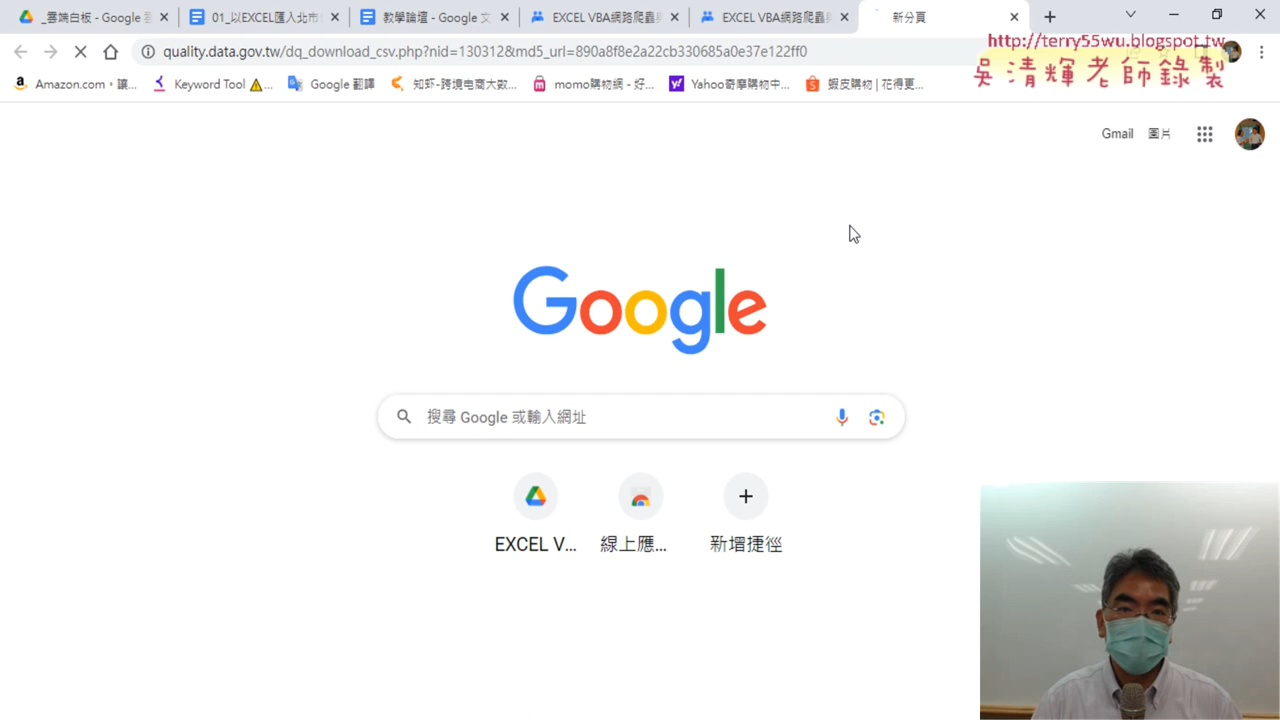 _雲端白板 - Google 雲
01_以EXCEL匯入北市
教學論壇 - Google 文
EXCEL VBA網路爬蟲
EXCEL VBA網路爬蟲
新分頁
quality.data.gov.tw/dq_download_csv.php?nid=130312&md5_url=890a8f8e2a22cb330685a0e37e122ff0
http://terry55wu.blogspot.tw
吳清輝老師錄製
Amazon.com。讓...
Keyword Tool ...
Google 翻譯
知虾-跨境电商大数...
momo購物網 - 好...
Yahoo奇摩購物中...
蝦皮購物 | 花得更...
Gmail
圖片
Google
搜尋 Google 或輸入網址
EXCEL V...
線上應...
新增捷徑